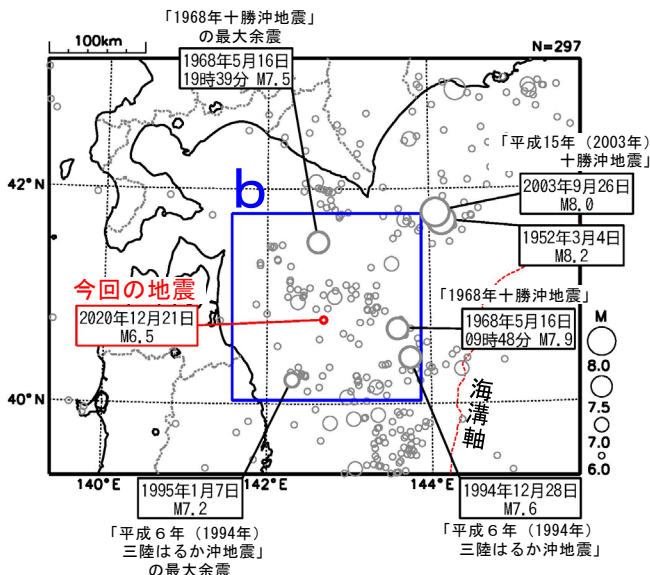 「1968年十勝沖地震」
の最大余震
100km
N=297
1968年5月16日
19時39分 M7.5
「平成15年（2003年）
十勝沖地震」
42°N
b
2003年9月26日
M8.0
1952年3月4日
M8.2
今回の地震
2020年12月21日
M6.5
「1968年十勝沖地震」
1968年5月16日
09時48分 M7.9
M
8.0
7.5
7.0
6.0
40°N
海溝軸
140°E
142°E
144°E
1995年1月7日
M7.2
1994年12月28日
M7.6
「平成６年（1994年）
三陸はるか沖地震」
の最大余震
「平成６年（1994年）
三陸はるか沖地震」